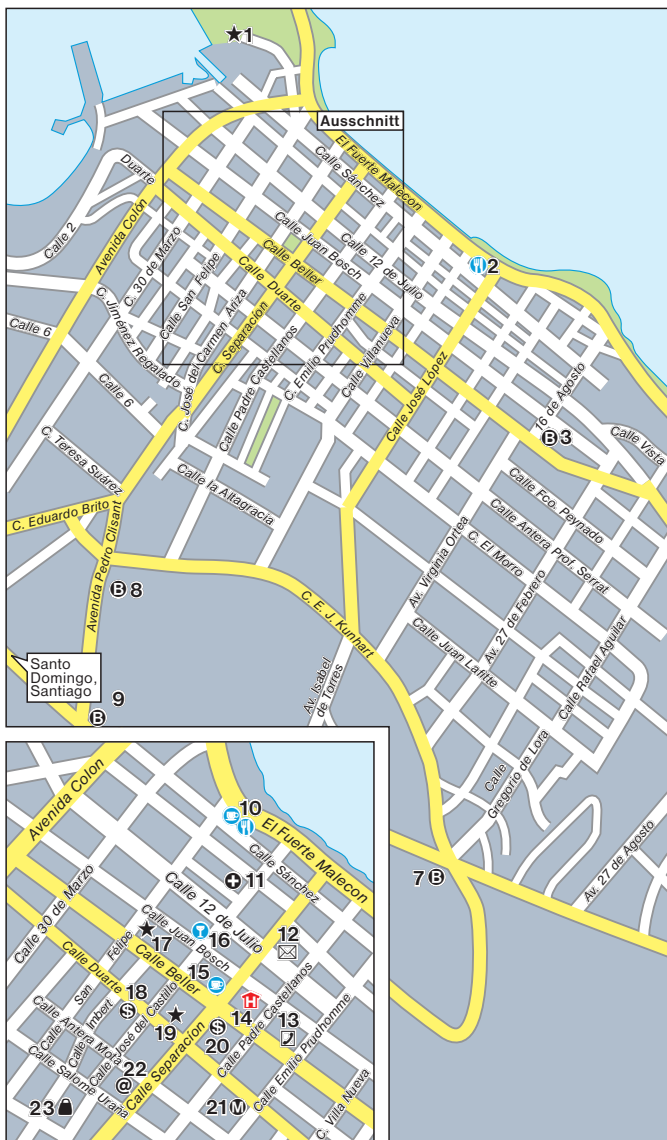 1
Ausschnitt
El Fuerte Malecon
Calle Sánchez
Duarte
Calle 2
Avenida Colón
C. 30 de Márzo
Calle San Felipe
Calle Juan Bosch
Calle 12 de Julio
2
Calle Beller
Calle Duarte
C. Jiménez Regalado
C. José del Carmen Ariza
C. Separación
Calle 6
Calle 6
Calle Padre Castellanos
C. Emilio Prudhomme
Calle Villanueva
Calle José López
16 de Agosto
B 3
Calle Vista
C. Teresa Suárez
Calle la Altagracia
C. Eduardo Brito
Avenida Pedro Clisant
B 8
Calle Fco. Peynado
Calle Antera Prof. Serrat
C. El Morro
Av. Virginia Ortea
Av. 27 de Febrero
C. E. J. Kunhart
Calle Juan Lafitte
Calle Rafael Aguilar
Santo
Domingo,
Santiago
9
B
Av. Isabel
de Torres
Calle
Gregorio de Lora
7 B
Av. 27 de Agosto
Avenida Colon
10
El Fuerte Malecon
Calle Sánchez
11
Calle 30 de Marzo
Calle 12 de Julio
Calle Juan Bosch
17
16
12
Calle Beller
15
Calle Duarte
San Felipe
Calle Imbert
Calle José del Castillo
18
$
19
14
H
13
20
$
Calle Padre Castellanos
Calle Emilio Prudhomme
Calle Separación
Calle Antera Mota
Calle Salome Uraña
22
@
23
21 M
C. Villa Nueva